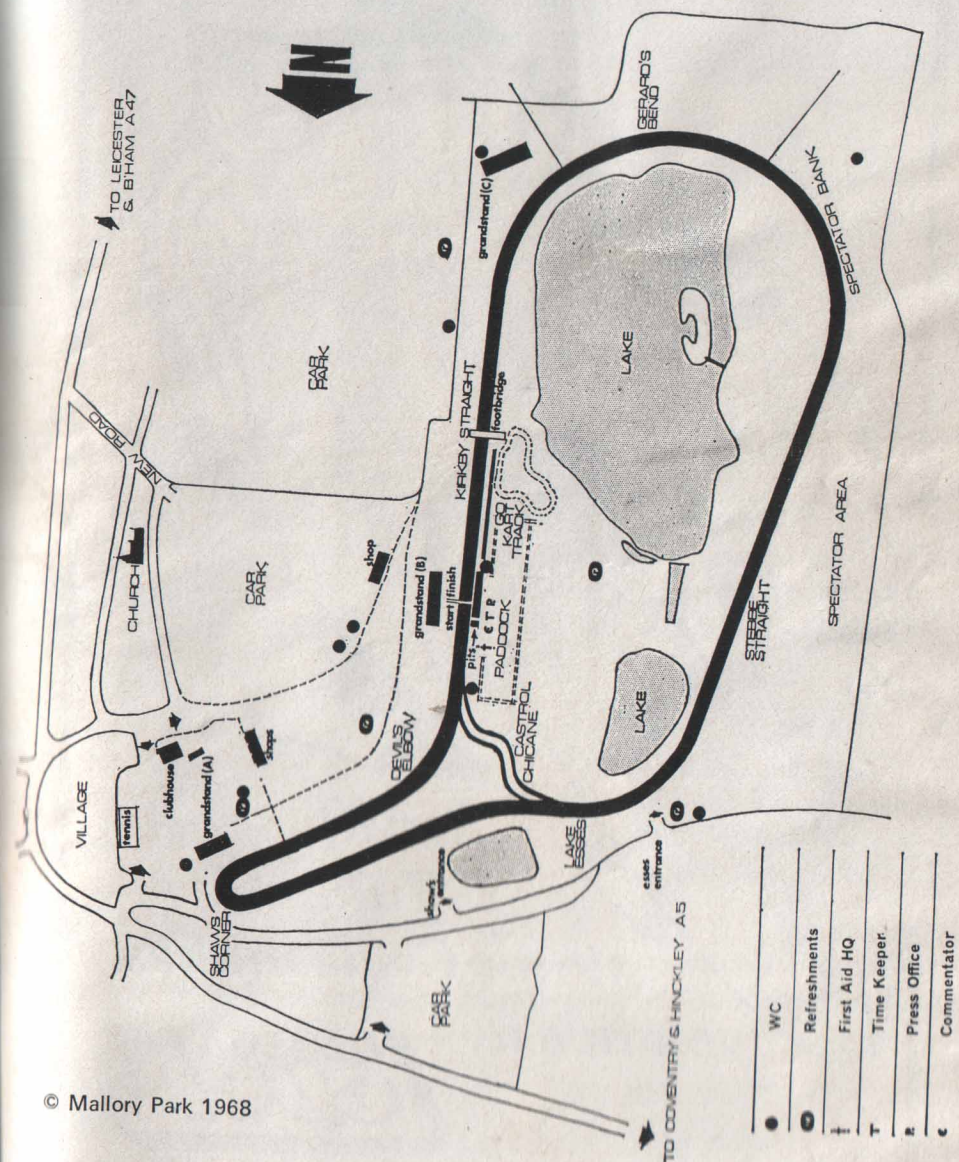 TO LEICESTER
& B'HAM A47
N
GERARD'S
BEND
NEW ROAD
CAR
PARK
grandstand (C)
SPECTATOR BANK
CHURCH
KIRKBY STRAIGHT
footbridge
LAKE
CAR
PARK
shop
GO
KART
TRACK
grandstand (B)
start finish
pits
† C T P.
PADDOCK
SPECTATOR AREA
STEBBE
STRAIGHT
VILLAGE
tennis
clubhouse
grandstand (A)
shops
DEVIL'S
ELBOW
CASTROL
CHICANE
LAKE
SHAWS
CORNER
shaw's
entrance
LAKE
ESSES
esses
entrance
CAR
PARK
TO COVENTRY & HINCKLEY A5
WC
Refreshments
† First Aid HQ
T Time Keeper.
P. Press Office
C Commentator
© Mallory Park 1968